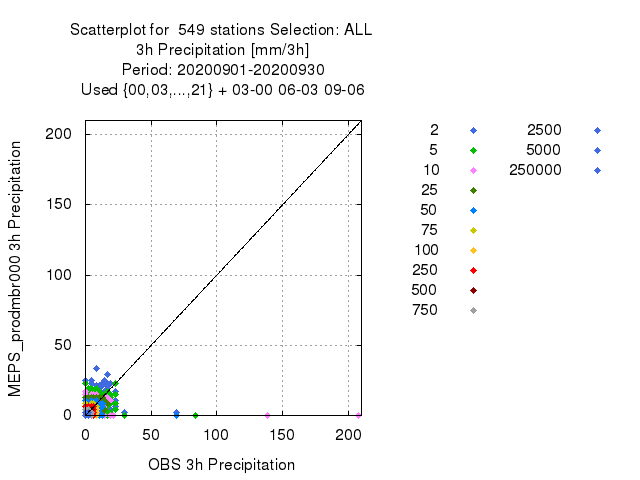 Scatterplot for  549 stations Selection: ALL
3h Precipitation [mm/3h]
Period: 20200901-20200930
Used {00,03,...,21} + 03-00 06-03 09-06
MEPS_prodmbr000 3h Precipitation
200
150
100
50
0
0 50 100 150 200
OBS 3h Precipitation
2
5
10
25
50
75
100
250
500
750
2500
5000
250000